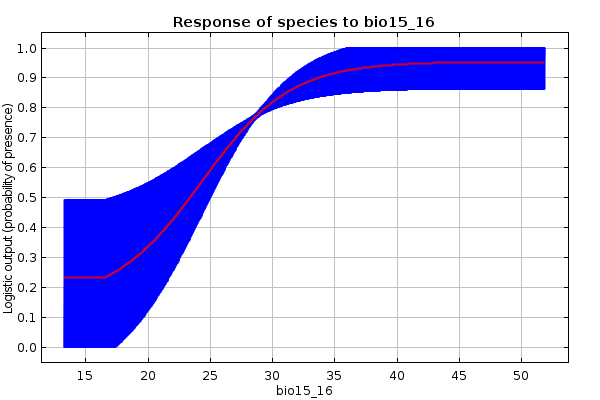 Response of species to bio15_16
Logistic output (probability of presence)
1.0
0.9
0.8
0.7
0.6
0.5
0.4
0.3
0.2
0.1
0.0
15 20 25 30 35 40 45 50
bio15_16